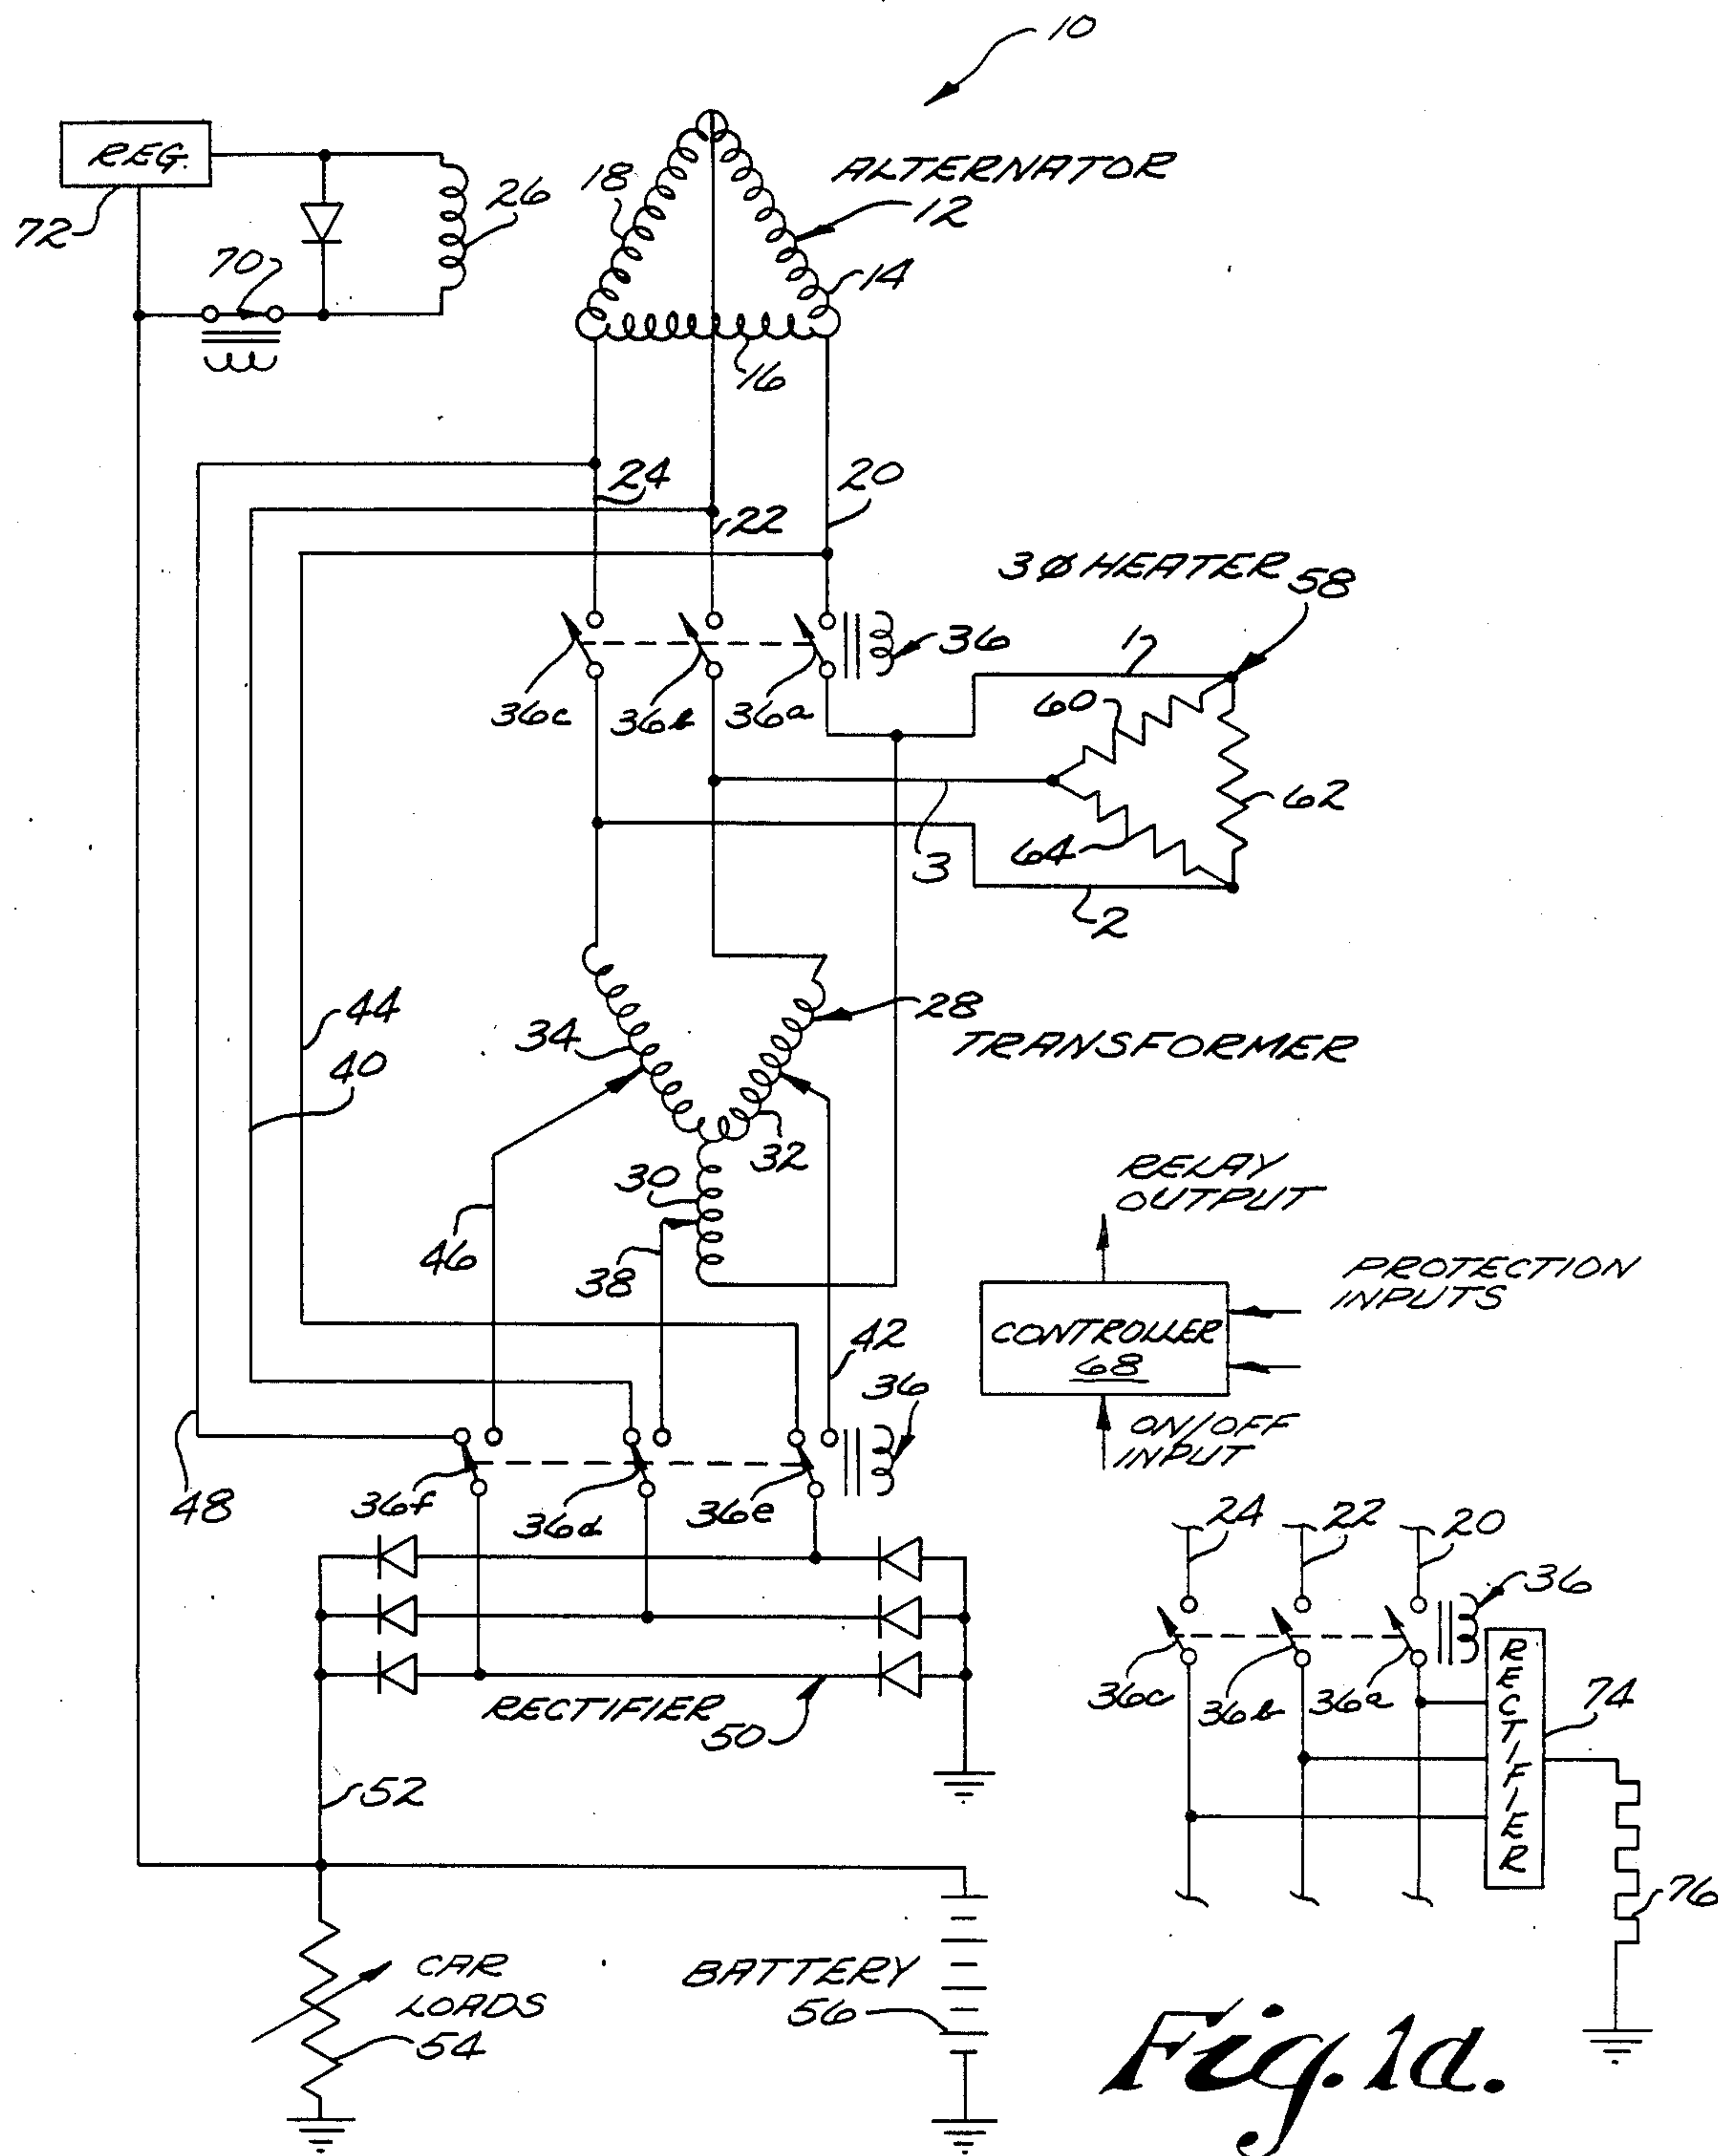 10
REG.
72
70
26
18
ALTERNATOR
12
14
16
24
22
20
3Ø HEATER 58
36c
36b
36a
36
1
60
62
64
3
2
34
28
TRANSFORMER
32
30
44
40
46
38
42
RELAY
OUTPUT
PROTECTION
INPUTS
CONTROLLER
68
ON/OFF
INPUT
48
36f
36d
36e
36
RECTIFIER
50
52
24
22
20
36
36c
36b
36a
RECTIFIER
74
76
CAR
LOADS
54
BATTERY
56
Fig. 1a.